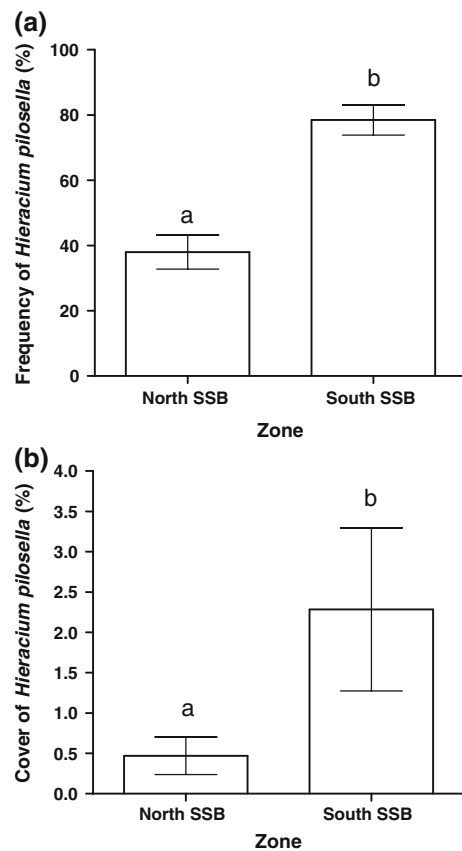 (a)
Frequency of Hieracium pilosella (%)
100
80
60
40
20
0
a
b
North SSB
South SSB
Zone
(b)
Cover of Hieracium pilosella (%)
4.0
3.5
3.0
2.5
2.0
1.5
1.0
0.5
0.0
a
b
North SSB
South SSB
Zone